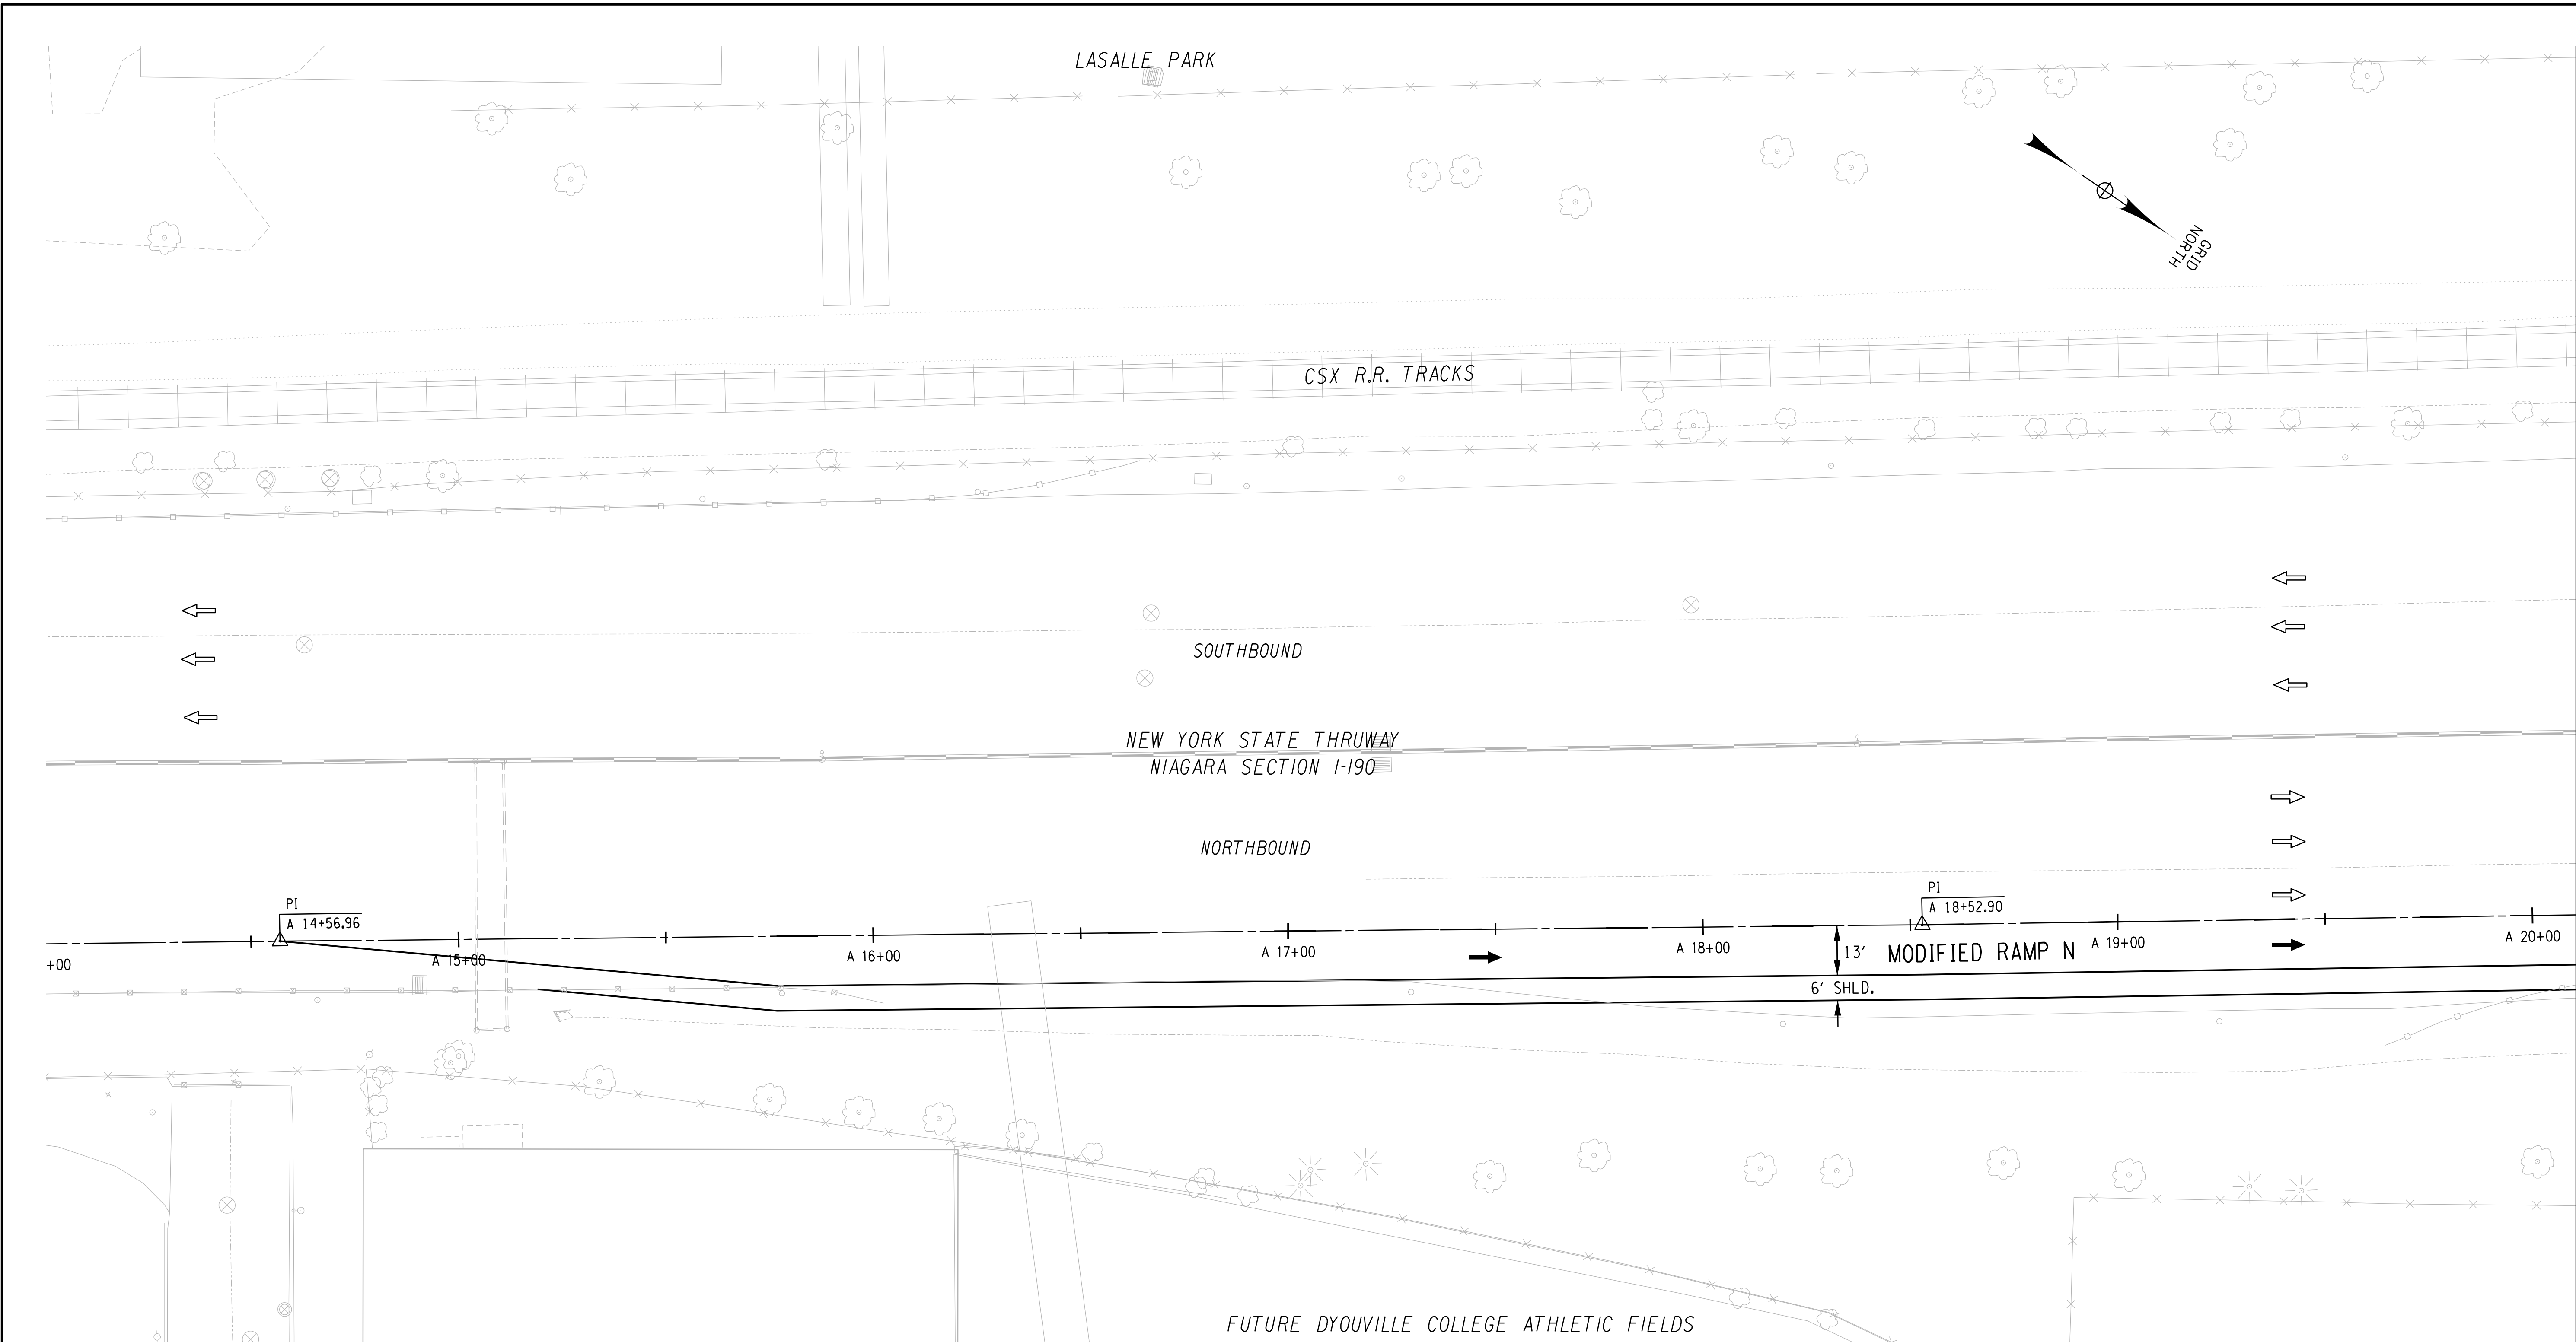 LASALLE PARK
GRID
NORTH
CSX R.R. TRACKS
SOUTHBOUND
NEW YORK STATE THRUWAY
NIAGARA SECTION I-190
NORTHBOUND
PI
A 14+56.96
PI
A 18+52.90
+00
A 15+00
A 16+00
A 17+00
A 18+00
A 19+00
A 20+00
13' MODIFIED RAMP N
6' SHLD.
FUTURE DYOUVILLE COLLEGE ATHLETIC FIELDS